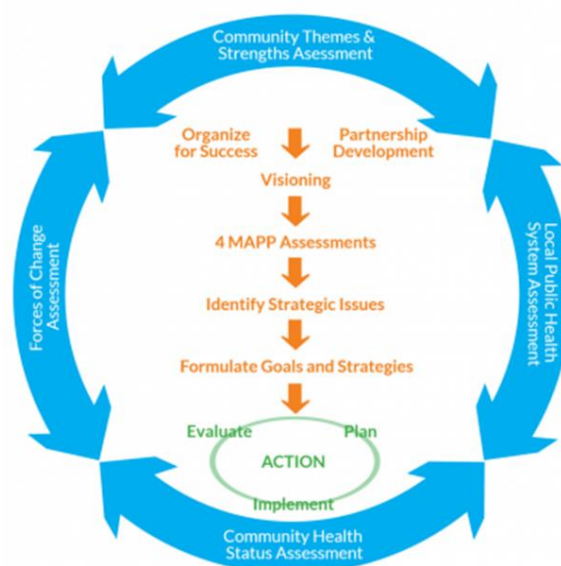 Community Themes &
Strengths Asessment
Organize
for Success
Partnership
Development
Visioning
4 MAPP Assessments
Identify Strategic Issues
Formulate Goals and Strategies
Evaluate
Plan
ACTION
Implement
Forces of Change
Assessment
Local Public Health
System Assessment
Community Health
Status Assessment